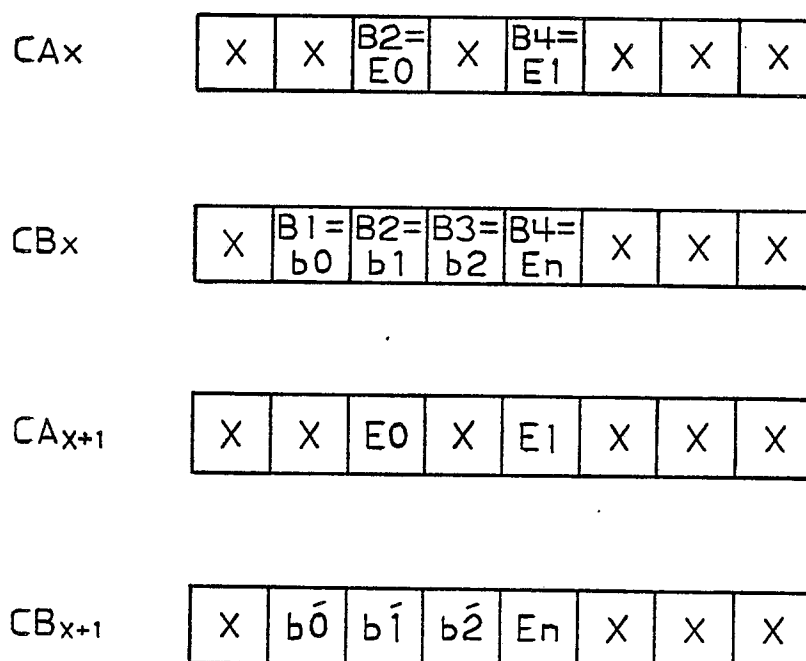 CAx X X B2=E0 X B4=E1 X X X
CBx X B1=b0 B2=b1 B3=b2 B4=En X X X
CAx+1 X X E0 X E1 X X X
CBx+1 X b0́ b1́ b2́ En X X X